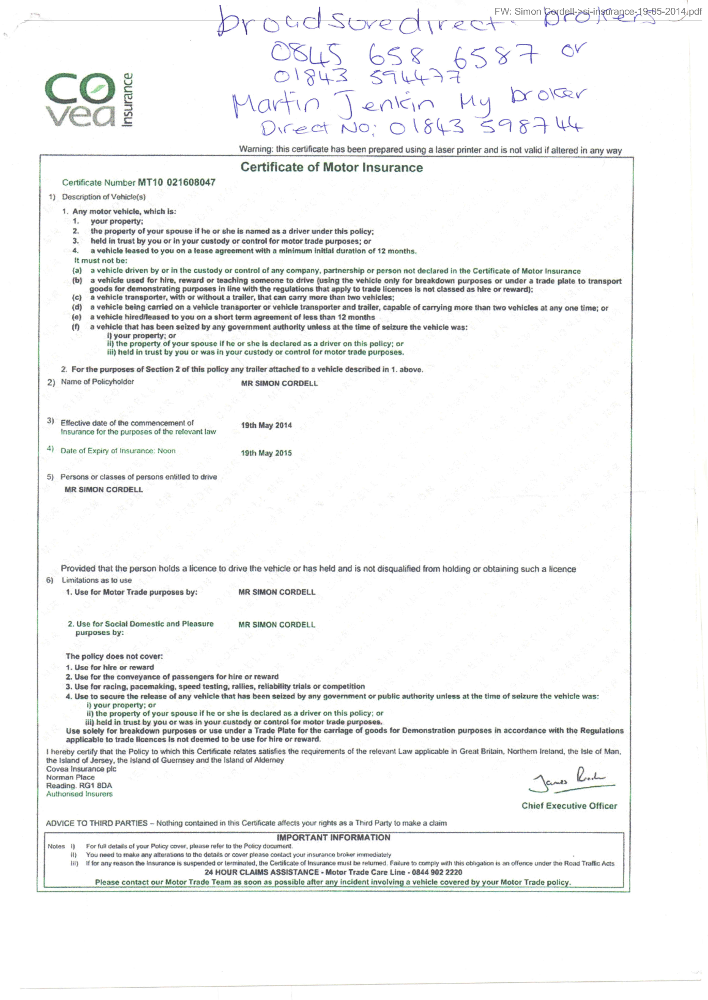 FW: Simon Cordell->si-insurance-19-05-2014.pdf
broadsuredirect. brokers
0845 658 6587 or
01843 594477
Martin Jenkin My broker
Direct No: 01843 598744
covea Insurance
Warning: this certificate has been prepared using a laser printer and is not valid if altered in any way
Certificate of Motor Insurance
Certificate Number MT10 021608047
1) Description of Vehicle(s)
1. Any motor vehicle, which is:
1. your property;
2. the property of your spouse if he or she is named as a driver under this policy;
3. held in trust by you or in your custody or control for motor trade purposes; or
4. a vehicle leased to you on a lease agreement with a minimum initial duration of 12 months.
It must not be:
(a) a vehicle driven by or in the custody or control of any company, partnership or person not declared in the Certificate of Motor Insurance
(b) a vehicle used for hire, reward or teaching someone to drive (using the vehicle only for breakdown purposes or under a trade plate to transport
goods for demonstrating purposes in line with the regulations that apply to trade licences is not classed as hire or reward);
(c) a vehicle transporter, with or without a trailer, that can carry more than two vehicles;
(d) a vehicle being carried on a vehicle transporter or vehicle transporter and trailer, capable of carrying more than two vehicles at any one time; or
(e) a vehicle hired/leased to you on a short term agreement of less than 12 months
(f) a vehicle that has been seized by any government authority unless at the time of seizure the vehicle was:
i) your property; or
ii) the property of your spouse if he or she is declared as a driver on this policy; or
iii) held in trust by you or was in your custody or control for motor trade purposes.
2. For the purposes of Section 2 of this policy any trailer attached to a vehicle described in 1. above.
2) Name of Policyholder MR SIMON CORDELL
3) Effective date of the commencement of
Insurance for the purposes of the relevant law 19th May 2014
4) Date of Expiry of Insurance: Noon 19th May 2015
5) Persons or classes of persons entitled to drive
MR SIMON CORDELL
Provided that the person holds a licence to drive the vehicle or has held and is not disqualified from holding or obtaining such a licence
6) Limitations as to use
1. Use for Motor Trade purposes by: MR SIMON CORDELL
2. Use for Social Domestic and Pleasure MR SIMON CORDELL
purposes by:
The policy does not cover:
1. Use for hire or reward
2. Use for the conveyance of passengers for hire or reward
3. Use for racing, pacemaking, speed testing, rallies, reliability trials or competition
4. Use to secure the release of any vehicle that has been seized by any government or public authority unless at the time of seizure the vehicle was:
i) your property; or
ii) the property of your spouse if he or she is declared as a driver on this policy; or
iii) held in trust by you or was in your custody or control for motor trade purposes.
Use solely for breakdown purposes or use under a Trade Plate for the carriage of goods for Demonstration purposes in accordance with the Regulations
applicable to trade licences is not deemed to be use for hire or reward.
I hereby certify that the Policy to which this Certificate relates satisfies the requirements of the relevant Law applicable in Great Britain, Northern Ireland, the Isle of Man,
the Island of Jersey, the Island of Guernsey and the Island of Alderney
Covea Insurance plc
Norman Place
Reading. RG1 8DA
Authorised Insurers
James
Chief Executive Officer
ADVICE TO THIRD PARTIES – Nothing contained in this Certificate affects your rights as a Third Party to make a claim
IMPORTANT INFORMATION
Notes i) For full details of your Policy cover, please refer to the Policy document.
ii) You need to make any alterations to the details or cover please contact your insurance broker immediately
iii) If for any reason the Insurance is suspended or terminated, the Certificate of Insurance must be returned. Failure to comply with this obligation is an offence under the Road Traffic Acts
24 HOUR CLAIMS ASSISTANCE - Motor Trade Care Line - 0844 902 2220
Please contact our Motor Trade Team as soon as possible after any incident involving a vehicle covered by your Motor Trade policy.